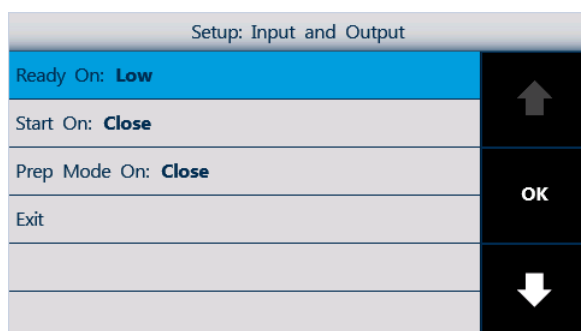 Setup: Input and Output
Ready On: Low
Start On: Close
Prep Mode On: Close
OK
Exit